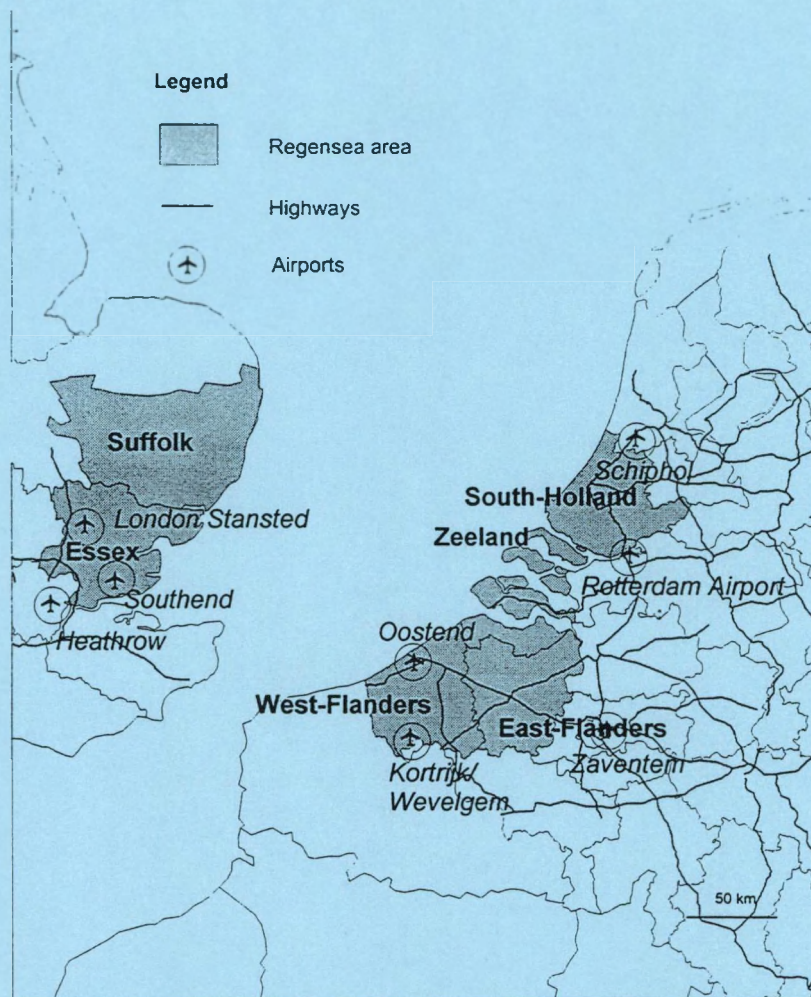 Legend
Regensea area
Highways
Airports
Suffolk
Schiphol
South-Holland
London Stansted
Zeeland
Essex
Rotterdam Airport
Southend
Oostend
Heathrow
West-Flanders
East-Flanders
Zaventem
Kortrijk/
Wevelgem
50 km